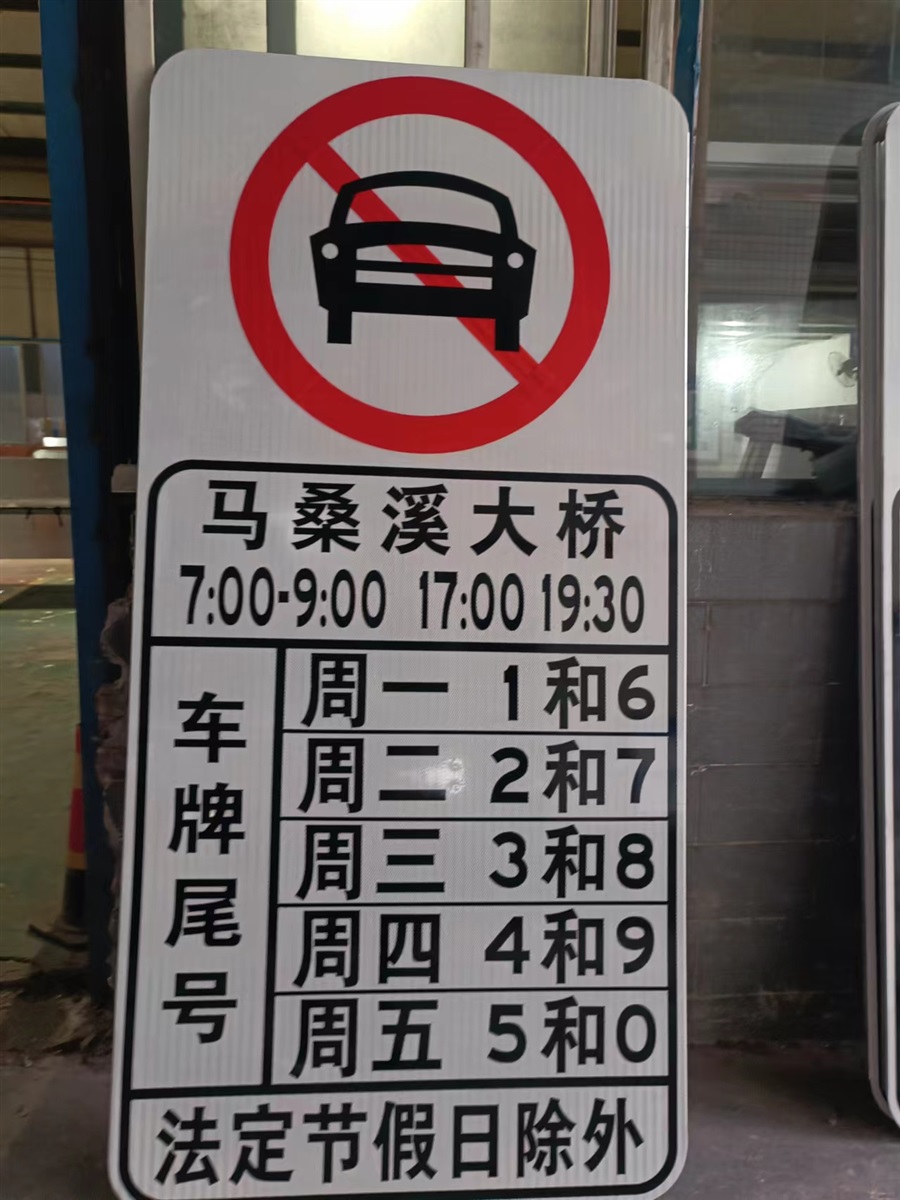 马桑溪大桥
7:00-9:00 17:00 19:30
车牌尾号
周一 1和6
周二 2和7
周三 3和8
周四 4和9
周五 5和0
法定节假日除外